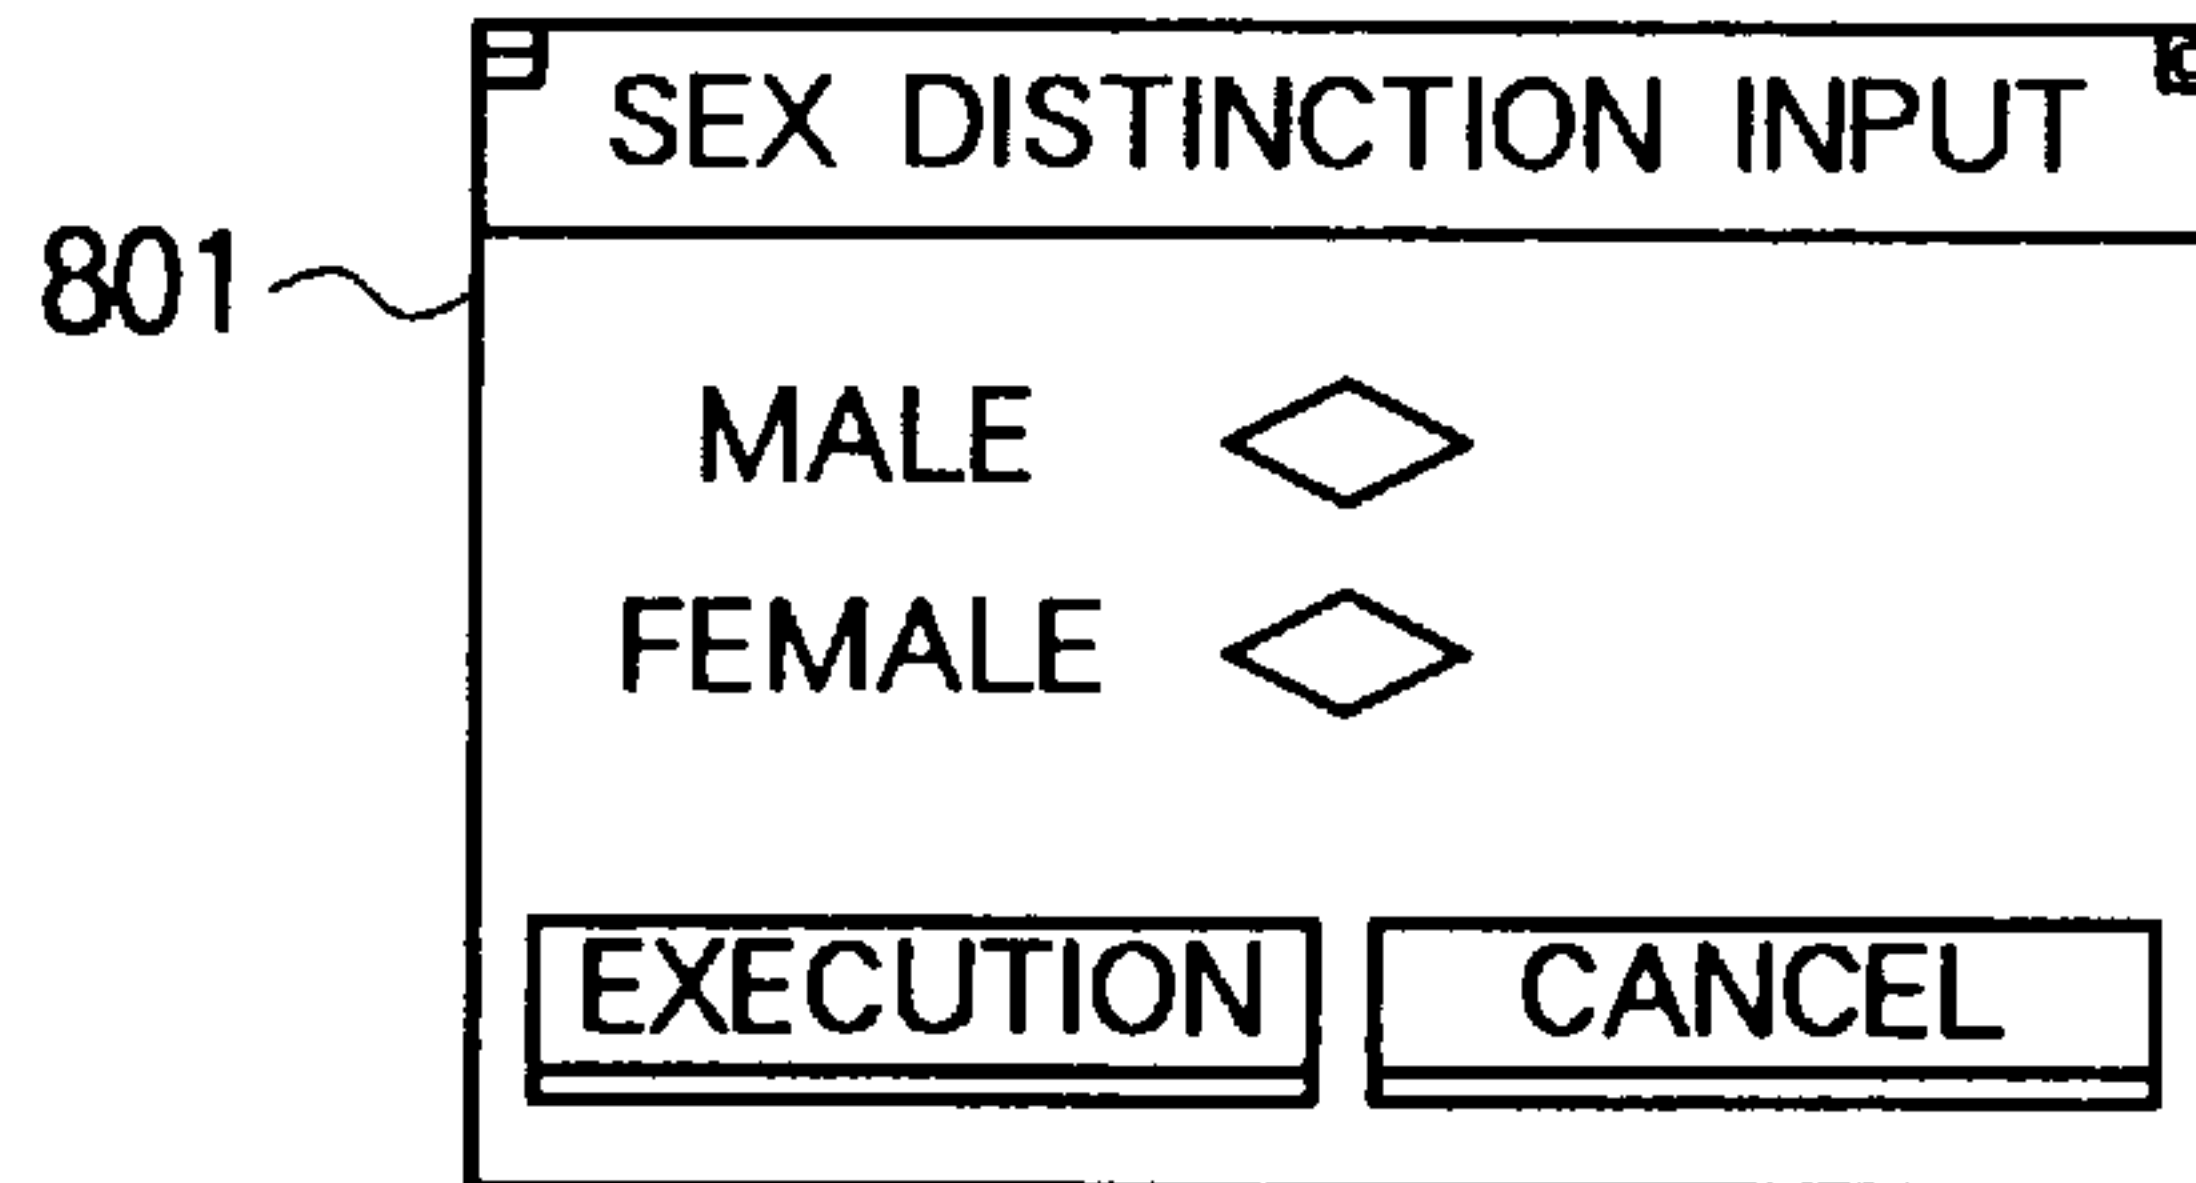 SEX DISTINCTION INPUT
801
MALE
FEMALE
EXECUTION CANCEL